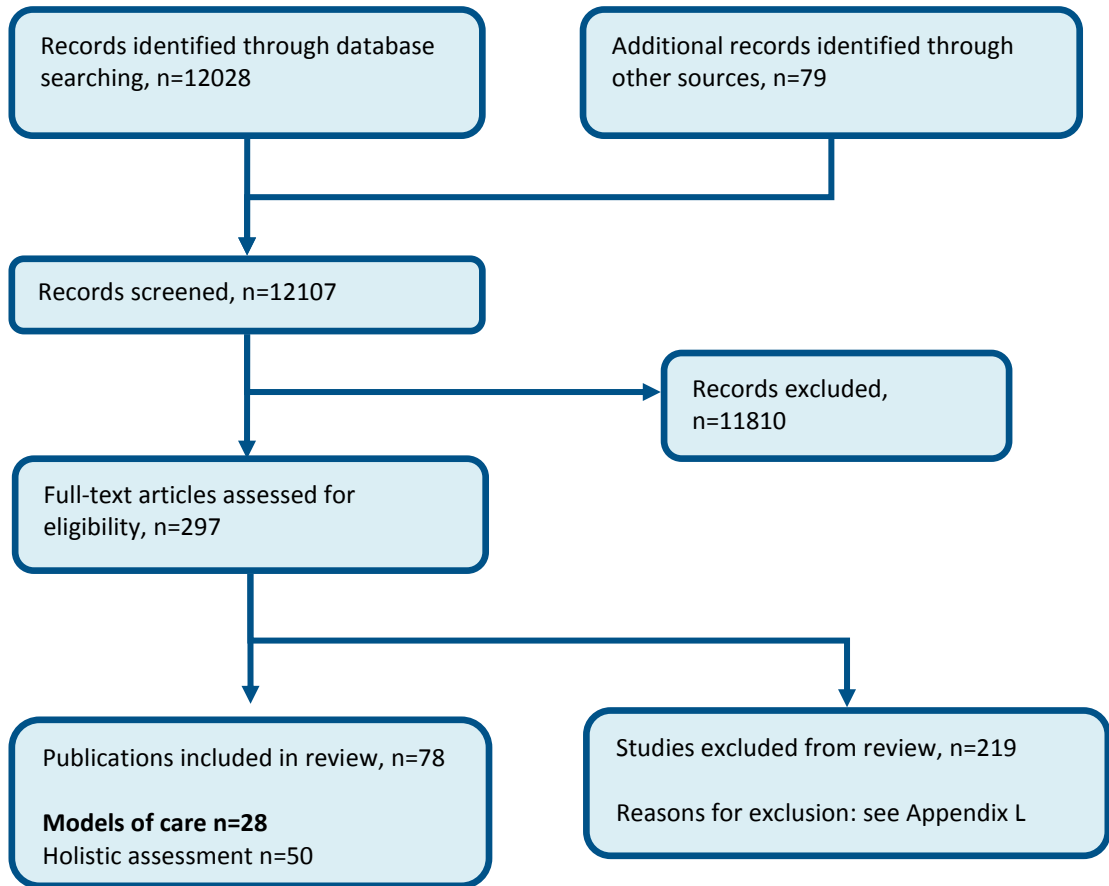 Records identified through database
searching, n=12028
Additional records identified through
other sources, n=79
Records screened, n=12107
Records excluded,
n=11810
Full-text articles assessed for
eligibility, n=297
Publications included in review, n=78
Models of care n=28
Holistic assessment n=50
Studies excluded from review, n=219
Reasons for exclusion: see Appendix L